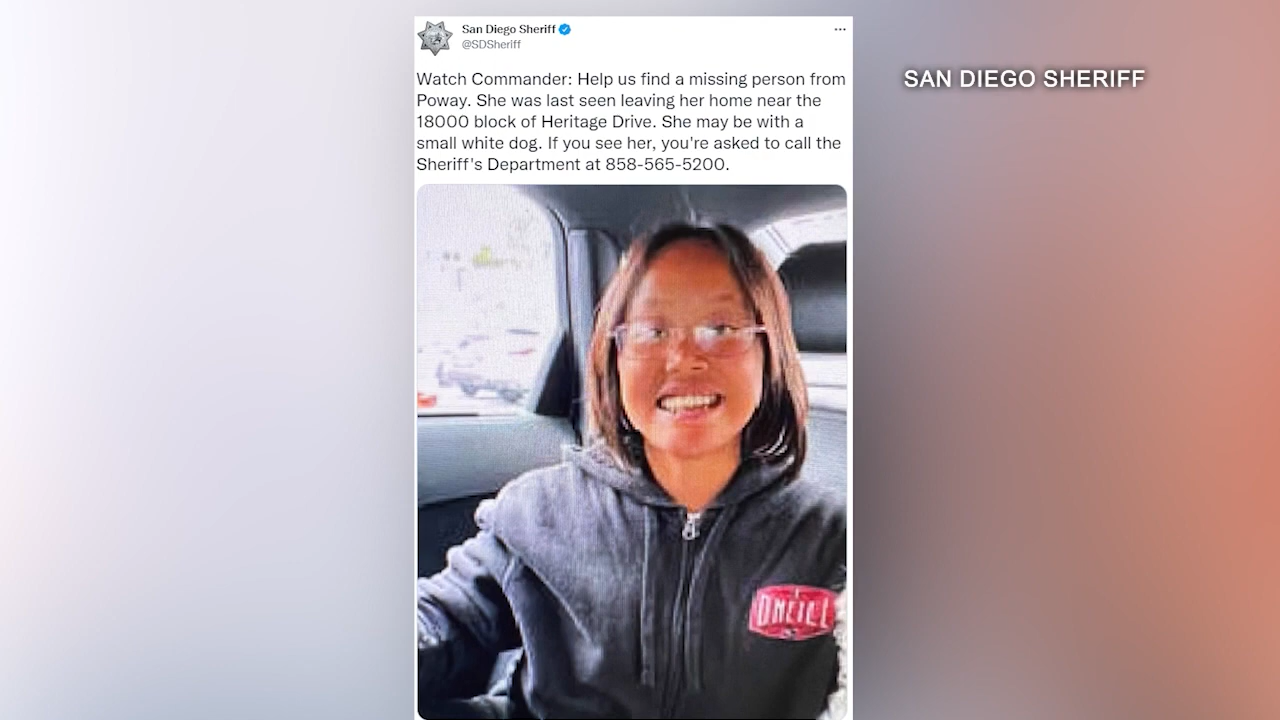 San Diego Sheriff
@SDSheriff
Watch Commander: Help us find a missing person from
Poway. She was last seen leaving her home near the
18000 block of Heritage Drive. She may be with a
small white dog. If you see her, you're asked to call the
Sheriff's Department at 858-565-5200.
SAN DIEGO SHERIFF
O'NEILL